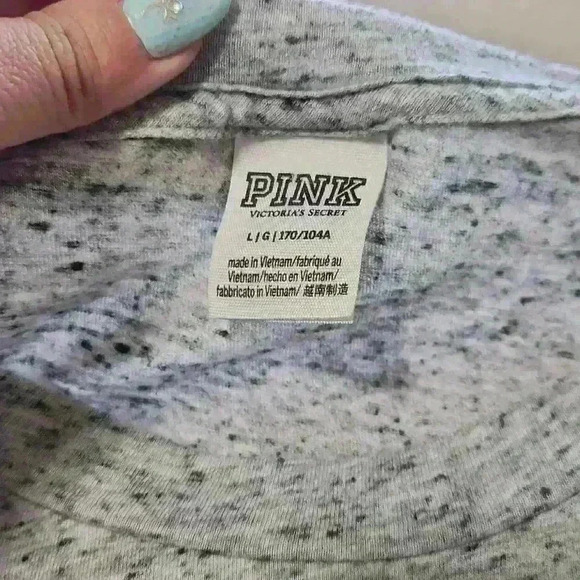 PINK
VICTORIA'S SECRET
L | G | 170/104A
made in Vietnam/fabriqué au
Vietnam/hecho en Vietnam/
fabbricato in Vietnam/ 越南制造